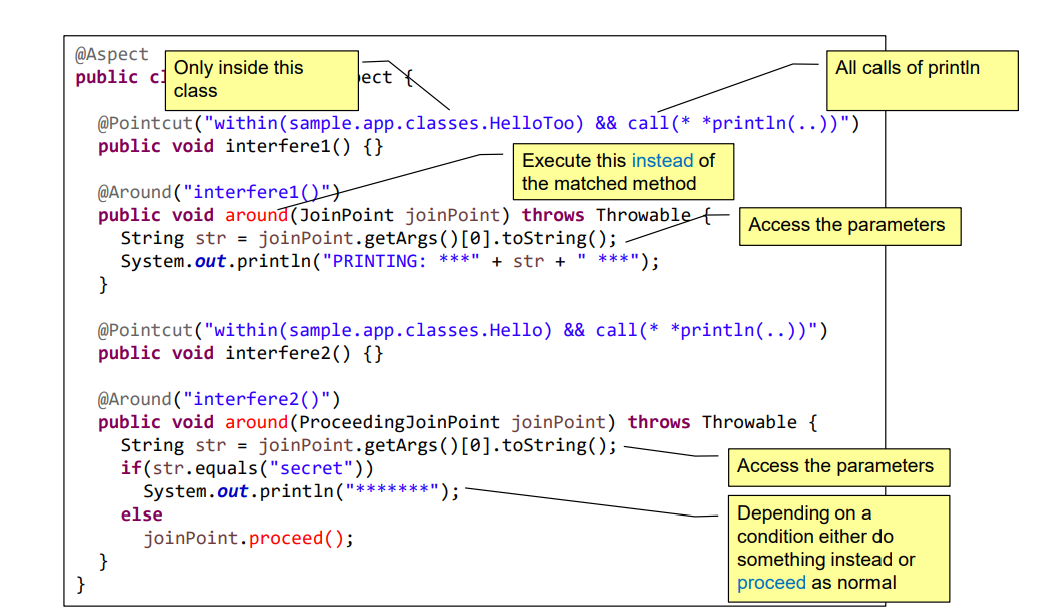 @Aspect
public cl
ect {
Only inside this
class
All calls of println
@Pointcut("within(sample.app.classes.HelloToo) && call(* *println(..))")
public void interfere1() {}
Execute this instead of
the matched method
@Around("interfere1()")
public void around(JoinPoint joinPoint) throws Throwable {
Access the parameters
String str = joinPoint.getArgs()[0].toString();
System.out.println("PRINTING: ***" + str + " ***");
}
@Pointcut("within(sample.app.classes.Hello) && call(* *println(..))")
public void interfere2() {}
@Around("interfere2()")
public void around(ProceedingJoinPoint joinPoint) throws Throwable {
String str = joinPoint.getArgs()[0].toString();
Access the parameters
if(str.equals("secret"))
System.out.println("*******");
else
joinPoint.proceed();
}
}
Depending on a
condition either do
something instead or
proceed as normal